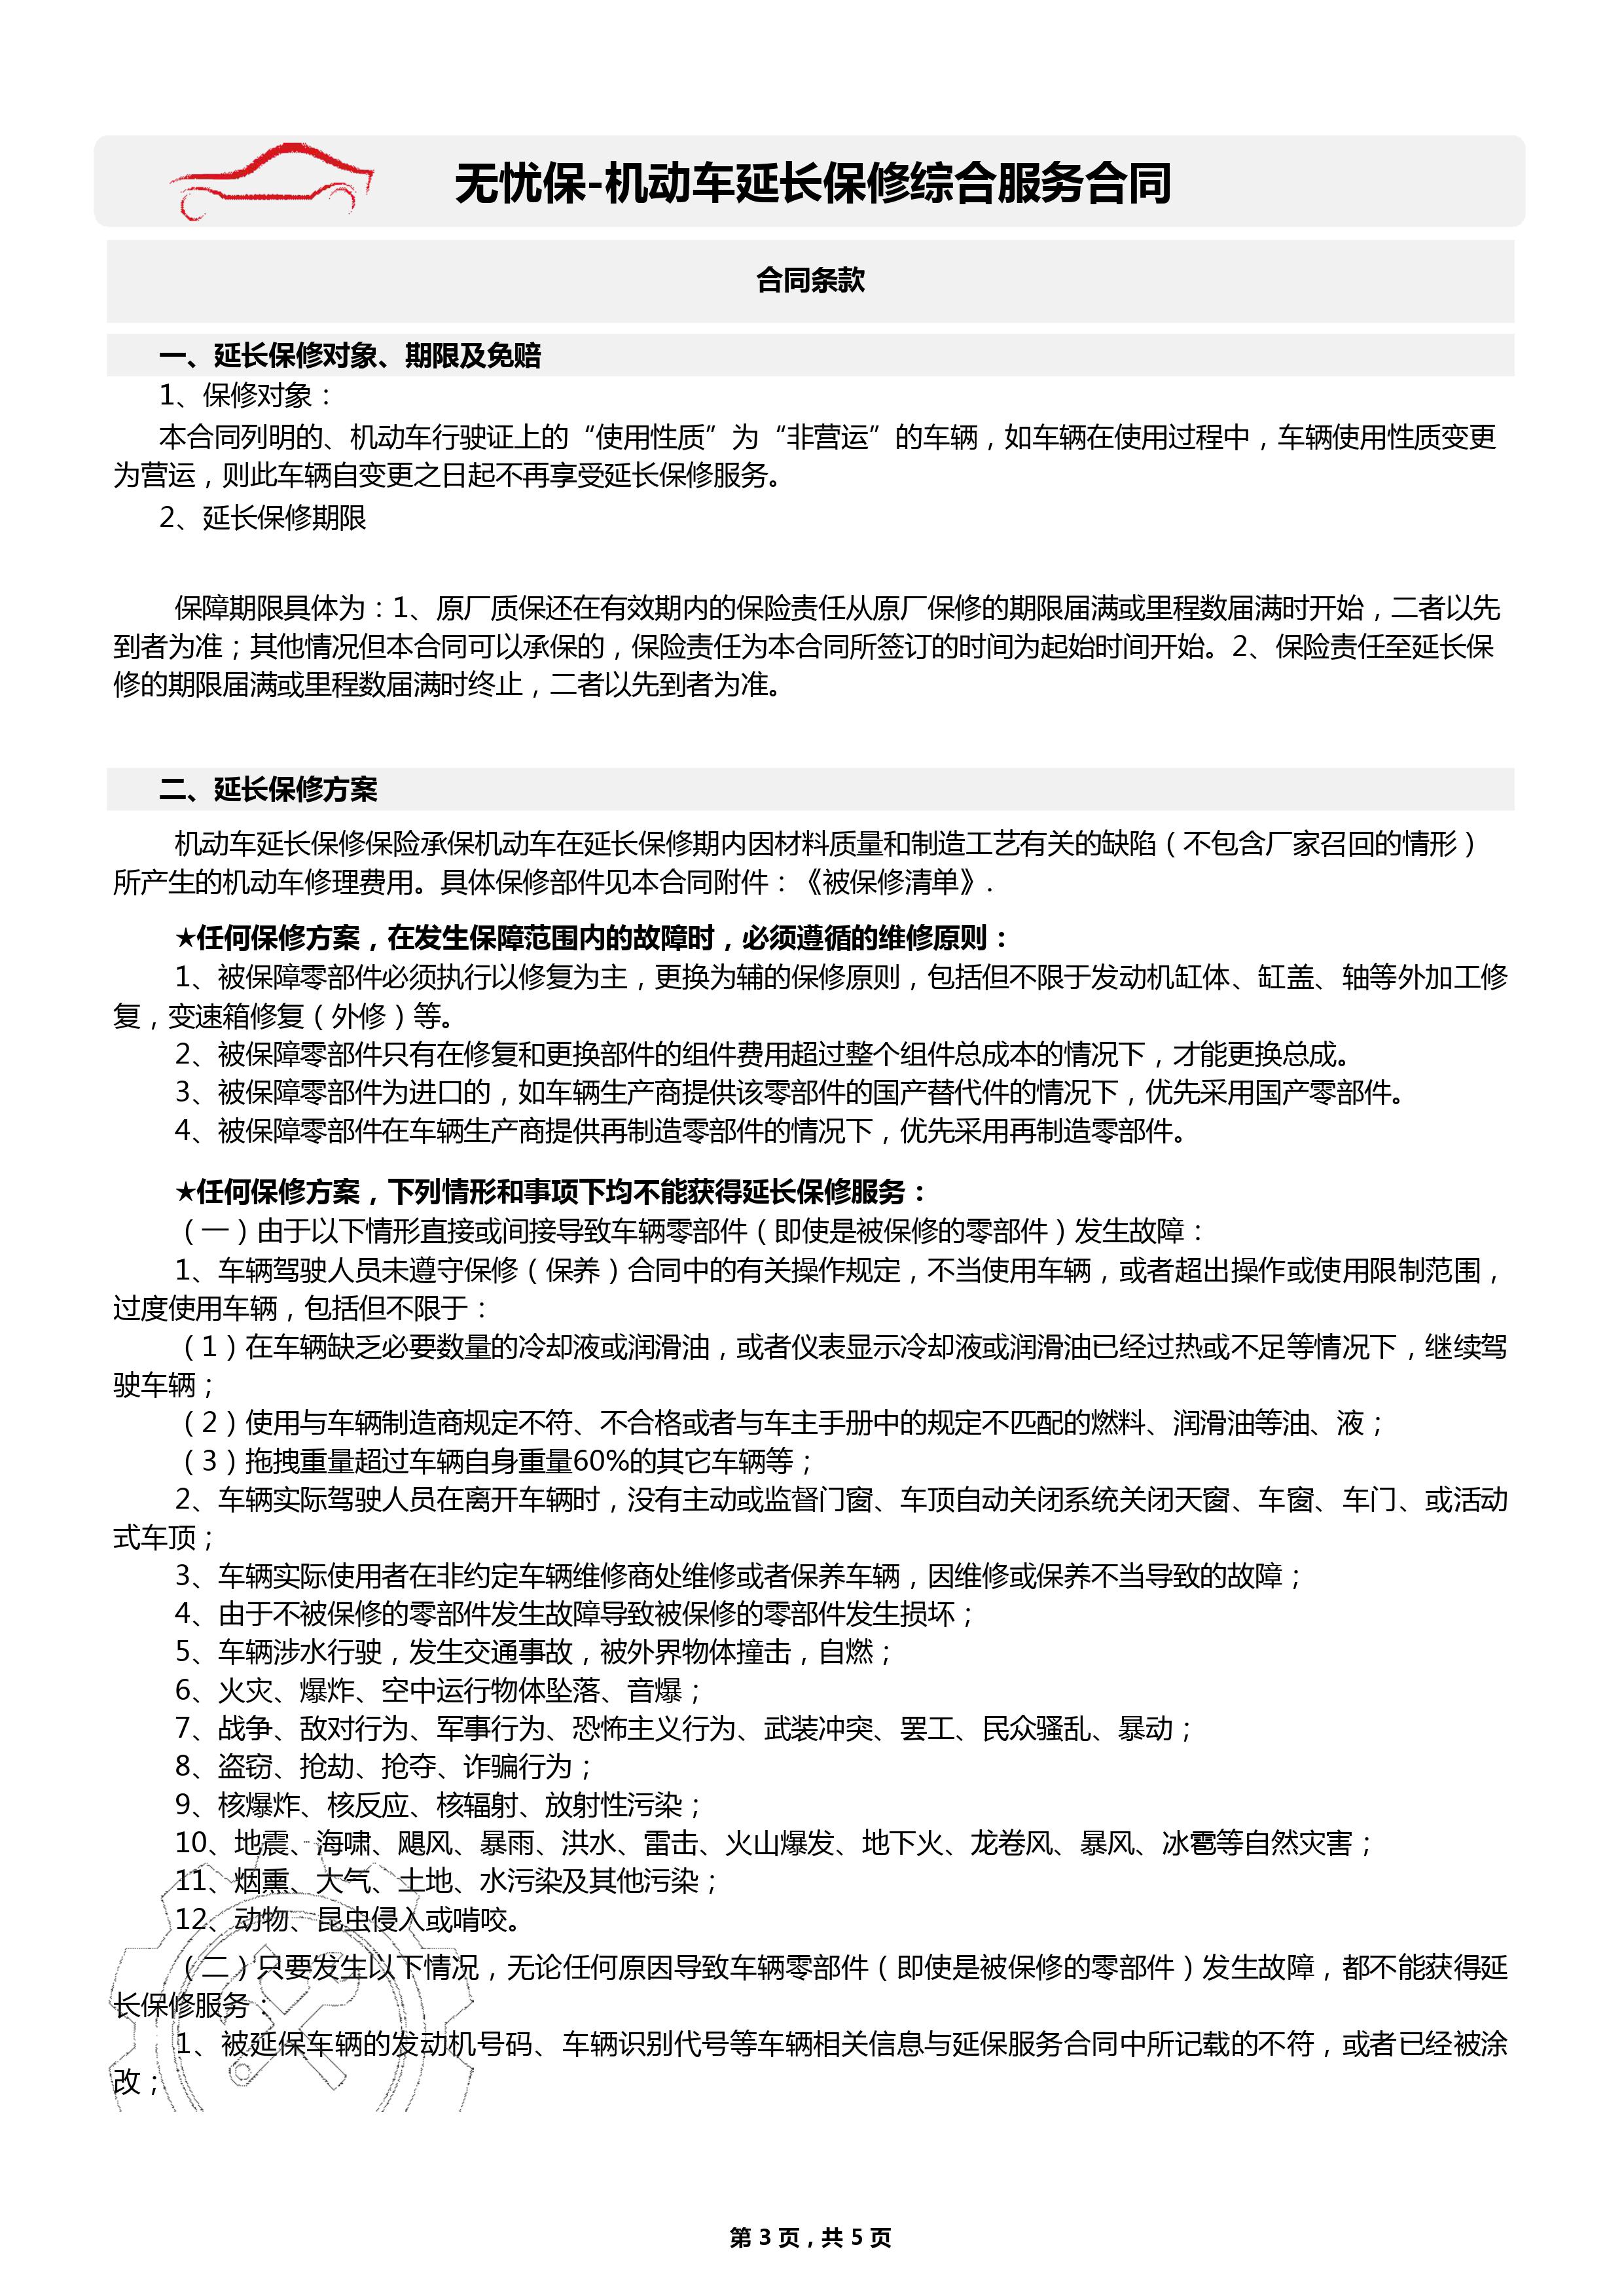 无忧保-机动车延长保修综合服务合同
合同条款
一、延长保修对象、期限及免赔
1、保修对象：
本合同列明的、机动车行驶证上的“使用性质”为“非营运”的车辆，如车辆在使用过程中，车辆使用性质变更
为营运，则此车辆自变更之日起不再享受延长保修服务。
2、延长保修期限
保障期限具体为：1、原厂质保还在有效期内的保险责任从原厂保修的期限届满或里程数届满时开始，二者以先
到者为准；其他情况但本合同可以承保的，保险责任为本合同所签订的时间为起始时间开始。2、保险责任至延长保
修的期限届满或里程数届满时终止，二者以先到者为准。
二、延长保修方案
机动车延长保修保险承保机动车在延长保修期内因材料质量和制造工艺有关的缺陷（不包含厂家召回的情形）
所产生的机动车修理费用。具体保修部件见本合同附件：《被保修清单》.
★任何保修方案，在发生保障范围内的故障时，必须遵循的维修原则：
1、被保障零部件必须执行以修复为主，更换为辅的保修原则，包括但不限于发动机缸体、缸盖、轴等外加工修
复，变速箱修复（外修）等。
2、被保障零部件只有在修复和更换部件的组件费用超过整个组件总成本的情况下，才能更换总成。
3、被保障零部件为进口的，如车辆生产商提供该零部件的国产替代件的情况下，优先采用国产零部件。
4、被保障零部件在车辆生产商提供再制造零部件的情况下，优先采用再制造零部件。
★任何保修方案，下列情形和事项下均不能获得延长保修服务：
（一）由于以下情形直接或间接导致车辆零部件（即使是被保修的零部件）发生故障：
1、车辆驾驶人员未遵守保修（保养）合同中的有关操作规定，不当使用车辆，或者超出操作或使用限制范围，
过度使用车辆，包括但不限于：
（1）在车辆缺乏必要数量的冷却液或润滑油，或者仪表显示冷却液或润滑油已经过热或不足等情况下，继续驾
驶车辆；
（2）使用与车辆制造商规定不符、不合格或者与车主手册中的规定不匹配的燃料、润滑油等油、液；
（3）拖拽重量超过车辆自身重量60%的其它车辆等；
2、车辆实际驾驶人员在离开车辆时，没有主动或监督门窗、车顶自动关闭系统关闭天窗、车窗、车门、或活动
式车顶；
3、车辆实际使用者在非约定车辆维修商处维修或者保养车辆，因维修或保养不当导致的故障；
4、由于不被保修的零部件发生故障导致被保修的零部件发生损坏；
5、车辆涉水行驶，发生交通事故，被外界物体撞击，自燃；
6、火灾、爆炸、空中运行物体坠落、音爆；
7、战争、敌对行为、军事行为、恐怖主义行为、武装冲突、罢工、民众骚乱、暴动；
8、盗窃、抢劫、抢夺、诈骗行为；
9、核爆炸、核反应、核辐射、放射性污染；
10、地震、海啸、飓风、暴雨、洪水、雷击、火山爆发、地下火、龙卷风、暴风、冰雹等自然灾害；
11、烟熏、大气、土地、水污染及其他污染；
12、动物、昆虫侵入或啃咬。
（二）只要发生以下情况，无论任何原因导致车辆零部件（即使是被保修的零部件）发生故障，都不能获得延
长保修服务：
1、被延保车辆的发动机号码、车辆识别代号等车辆相关信息与延保服务合同中所记载的不符，或者已经被涂
改；
第 3 页，共 5 页